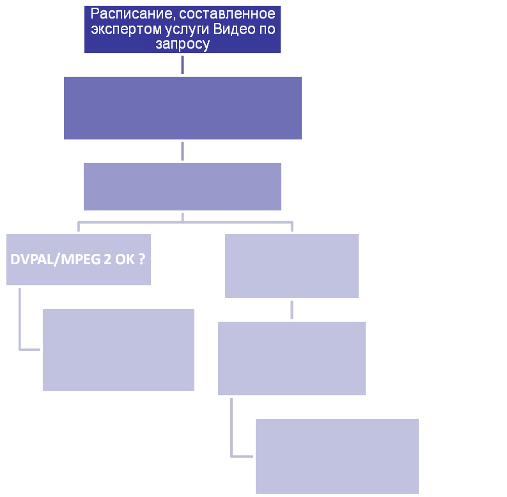 Расписание, составленное
экспертом услуги Видео по
запросу
DVPAL/MPEG 2 OK ?